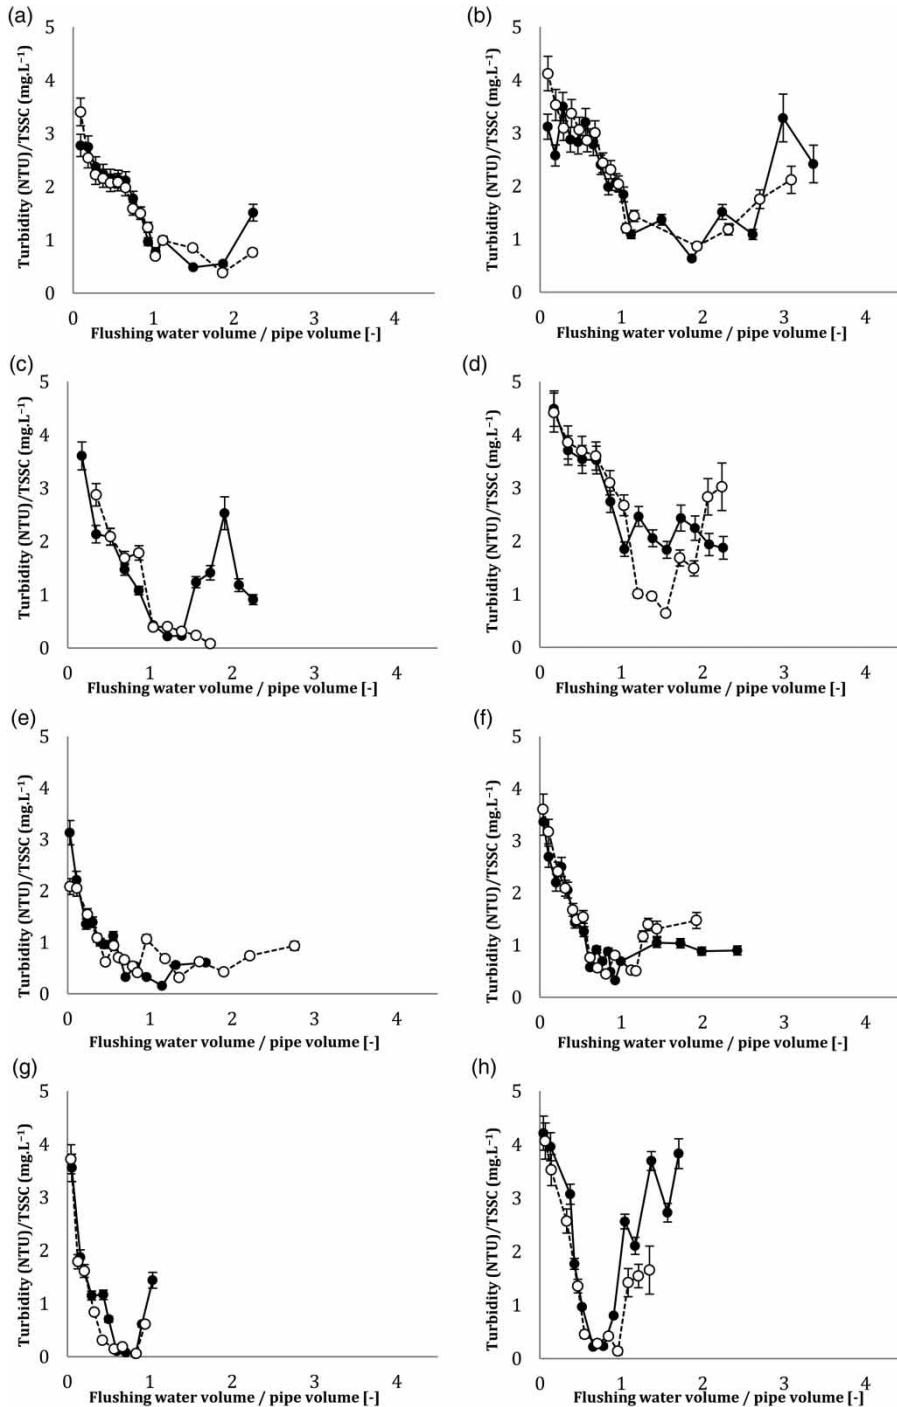 (a)
Turbidity (NTU)/TSSC (mg.L⁻¹)
5
4
3
2
1
0
0 1 2 3 4
Flushing water volume / pipe volume [-]
(b)
Turbidity (NTU)/TSSC (mg.L⁻¹)
5
4
3
2
1
0
0 1 2 3 4
Flushing water volume / pipe volume [-]
(c)
Turbidity (NTU)/TSSC (mg.L⁻¹)
5
4
3
2
1
0
0 1 2 3 4
Flushing water volume / pipe volume [-]
(d)
Turbidity (NTU)/TSSC (mg.L⁻¹)
5
4
3
2
1
0
0 1 2 3 4
Flushing water volume / pipe volume [-]
(e)
Turbidity (NTU)/TSSC (mg.L⁻¹)
5
4
3
2
1
0
0 1 2 3 4
Flushing water volume / pipe volume [-]
(f)
Turbidity (NTU)/TSSC (mg.L⁻¹)
5
4
3
2
1
0
0 1 2 3 4
Flushing water volume / pipe volume [-]
(g)
Turbidity (NTU)/TSSC (mg.L⁻¹)
5
4
3
2
1
0
0 1 2 3 4
Flushing water volume / pipe volume [-]
(h)
Turbidity (NTU)/TSSC (mg.L⁻¹)
5
4
3
2
1
0
0 1 2 3 4
Flushing water volume / pipe volume [-]